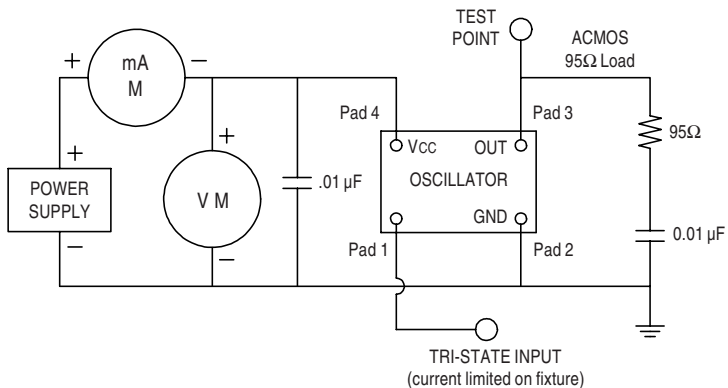 TEST
POINT
ACMOS
95Ω Load
+
mA
M
–
Pad 4
Pad 3
+
95Ω
VCC
OUT
+
POWER
SUPPLY
V M
.01 µF
OSCILLATOR
GND
–
–
Pad 1
Pad 2
0.01 µF
TRI-STATE INPUT
(current limited on fixture)